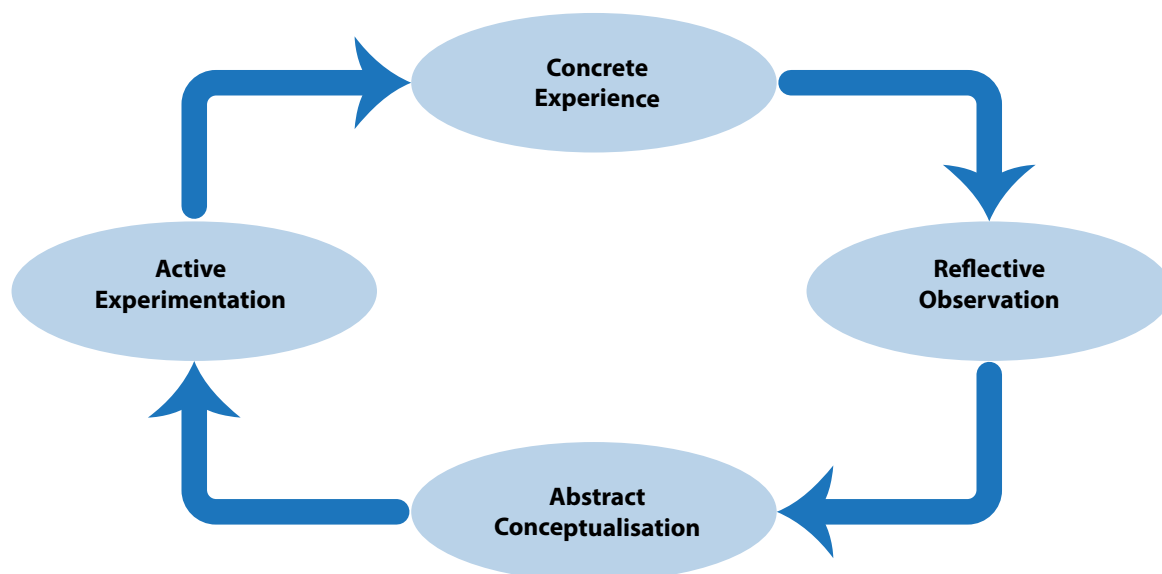 Concrete
Experience
Reflective
Observation
Abstract
Conceptualisation
Active
Experimentation